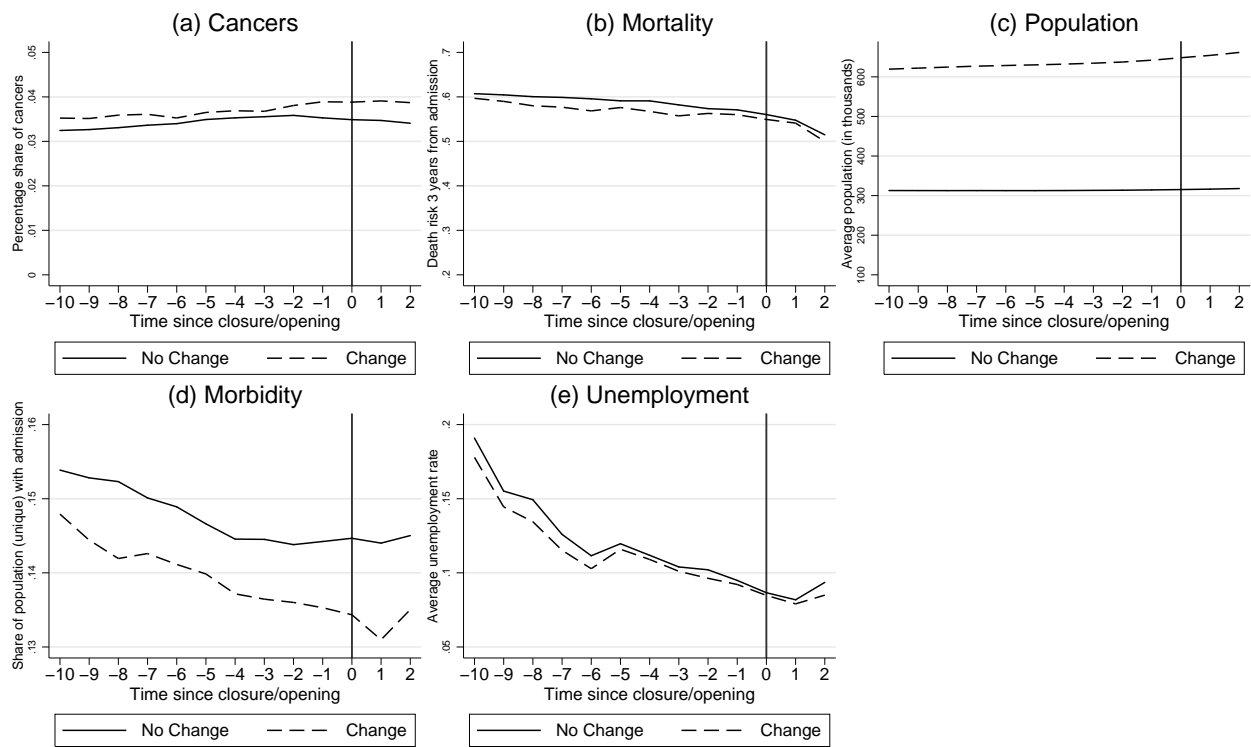 (a) Cancers
Percentage share of cancers
.05
.04
.03
.02
.01
0
−10 −9 −8 −7 −6 −5 −4 −3 −2 −1 0 1 2
Time since closure/opening
No Change Change
(b) Mortality
Death risk 3 years from admission
.7
.6
.5
.4
.3
.2
−10 −9 −8 −7 −6 −5 −4 −3 −2 −1 0 1 2
Time since closure/opening
No Change Change
(c) Population
Average population (in thousands)
600
500
400
300
200
100
−10 −9 −8 −7 −6 −5 −4 −3 −2 −1 0 1 2
Time since closure/opening
No Change Change
(d) Morbidity
Share of population (unique) with admission
.16
.15
.14
.13
−10 −9 −8 −7 −6 −5 −4 −3 −2 −1 0 1 2
Time since closure/opening
No Change Change
(e) Unemployment
Average unemployment rate
.2
.15
.1
.05
−10 −9 −8 −7 −6 −5 −4 −3 −2 −1 0 1 2
Time since closure/opening
No Change Change